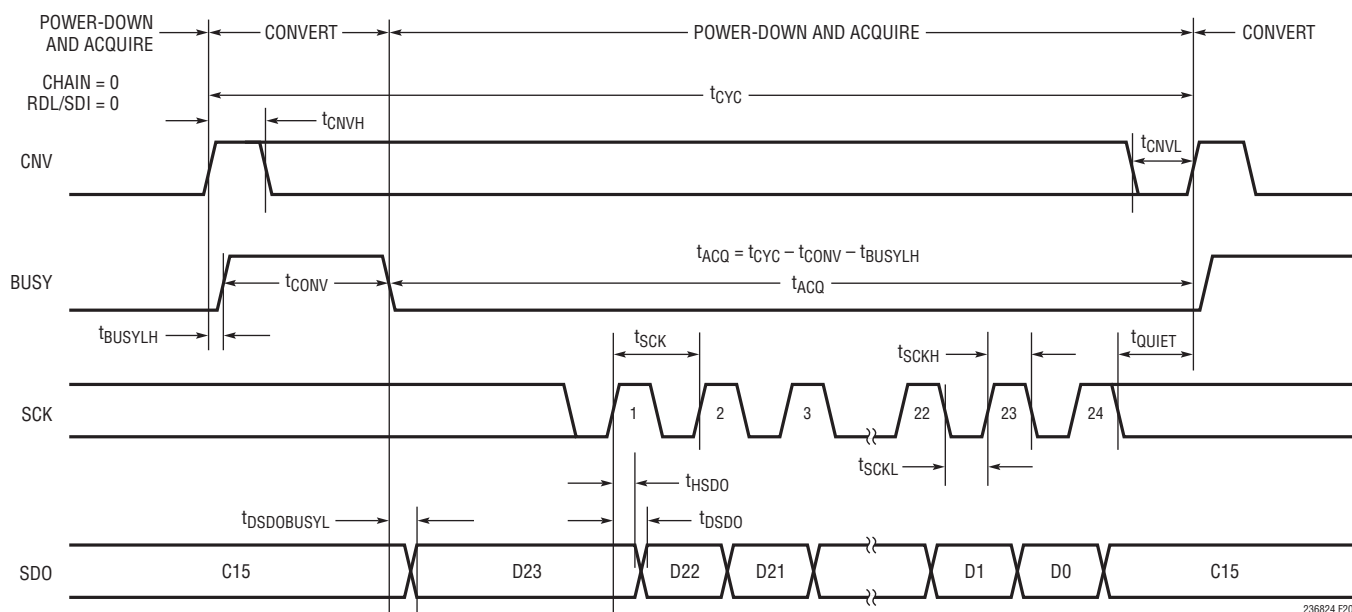 POWER-DOWN
AND ACQUIRE
CONVERT
POWER-DOWN AND ACQUIRE
CONVERT
CHAIN = 0
RDL/SDI = 0
tCYC
tCNVH
tCNVL
CNV
tACQ = tCYC – tCONV – tBUSYLH
BUSY
tCONV
tACQ
tBUSYLH
tSCK
tSCKH
tQUIET
SCK
1
2
3
22
23
24
tSCKL
tHSDO
tDSDOBUSYL
tDSDO
SDO
C15
D23
D22
D21
D1
D0
C15
236824 F20